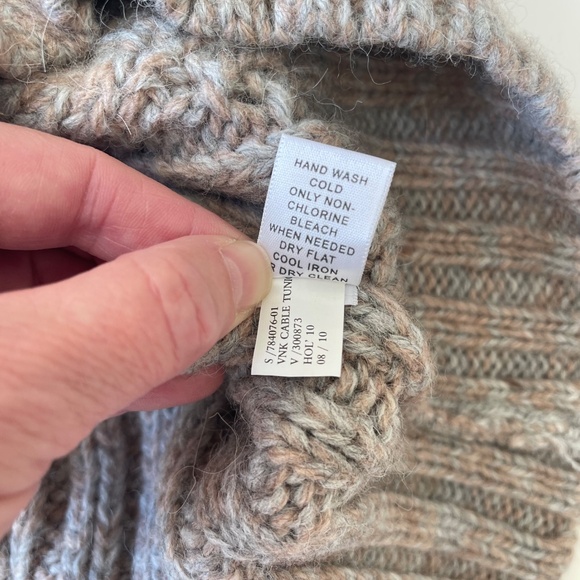 HAND WASH
COLD
ONLY NON-
CHLORINE
BLEACH
WHEN NEEDED
DRY FLAT
COOL IRON
R DRY CLEAN
S /784076-01
VNK CABLE TUNI
V /300873
HOL' 10
08 / 10